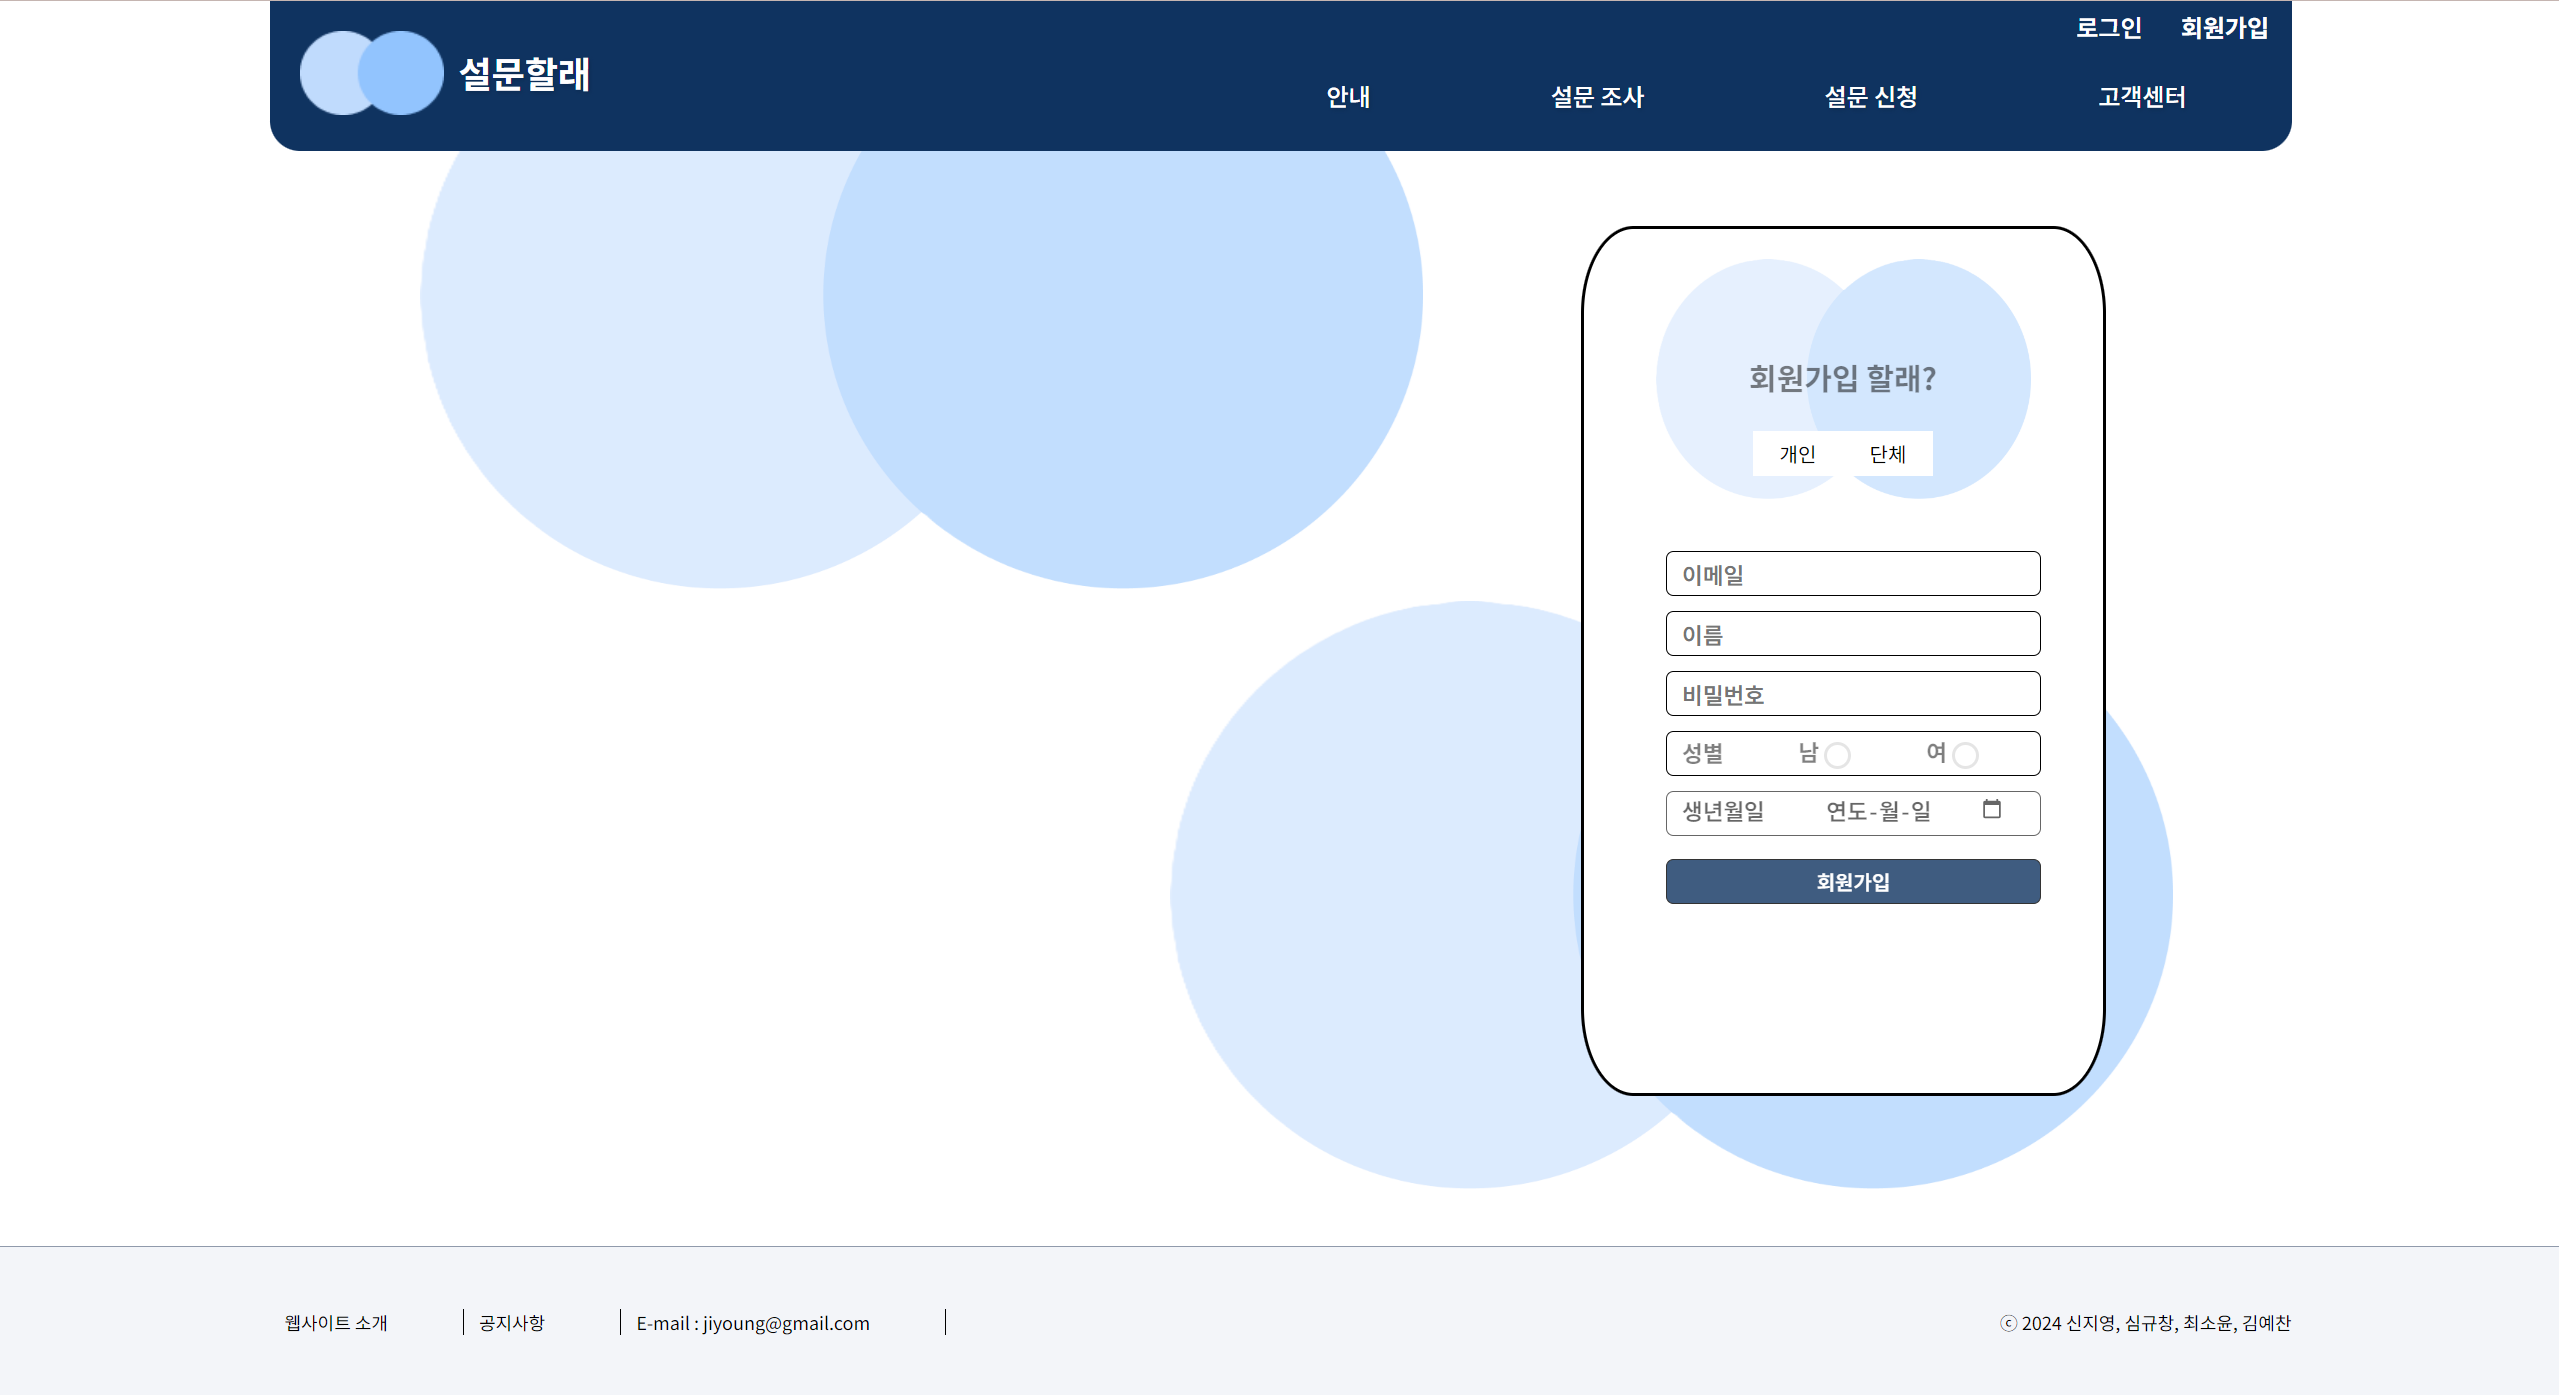 로그인 회원가입
설문할래
안내 설문 조사 설문 신청 고객센터
회원가입 할래?
개인 단체
이메일
이름
비밀번호
성별 남 여
생년월일 연도-월-일
회원가입
웹사이트 소개 공지사항 E-mail : jiyoung@gmail.com ⓒ 2024 신지영, 심규창, 최소윤, 김예찬